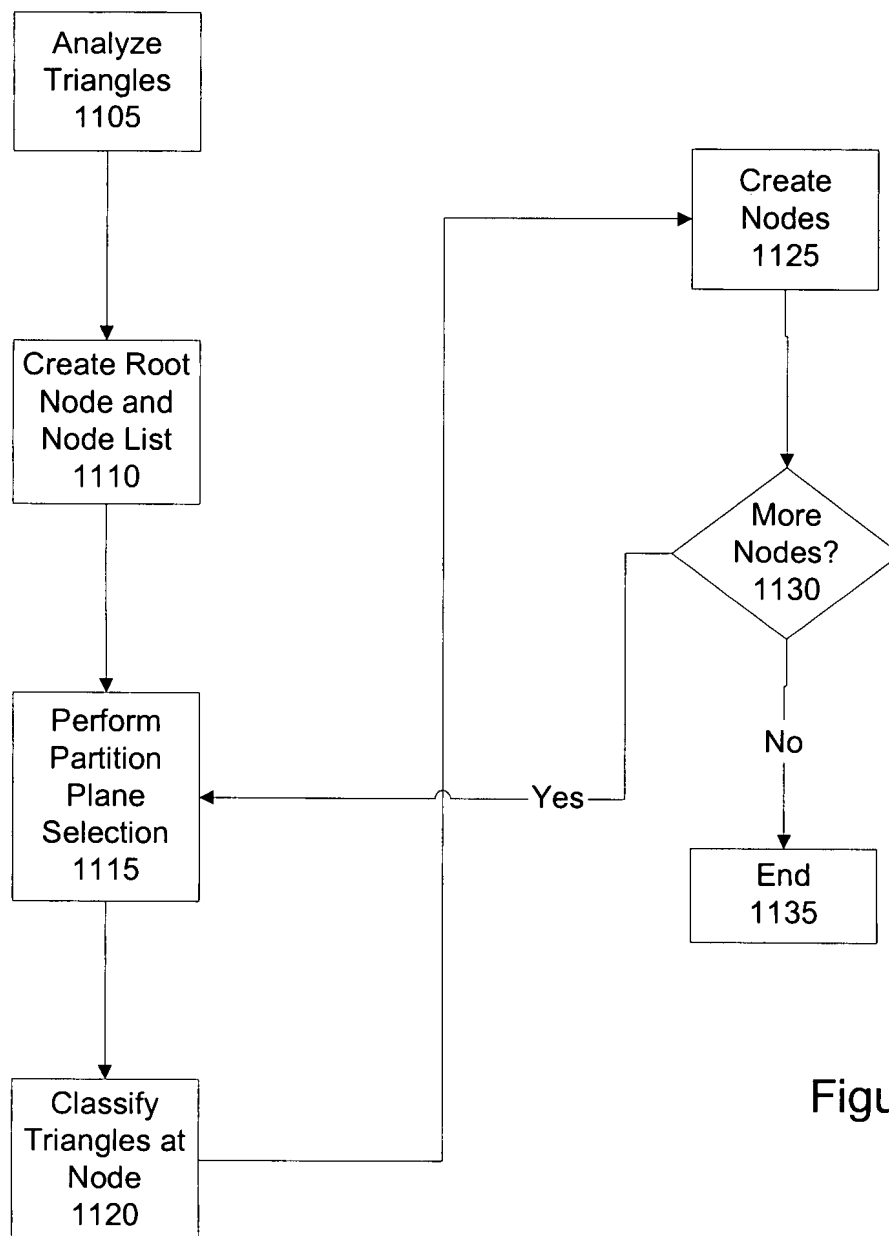 Analyze
Triangles
1105
Create Root
Node and
Node List
1110
Perform
Partition
Plane
Selection
1115
Classify
Triangles at
Node
1120
Create
Nodes
1125
More
Nodes?
1130
Yes
No
End
1135
Figu